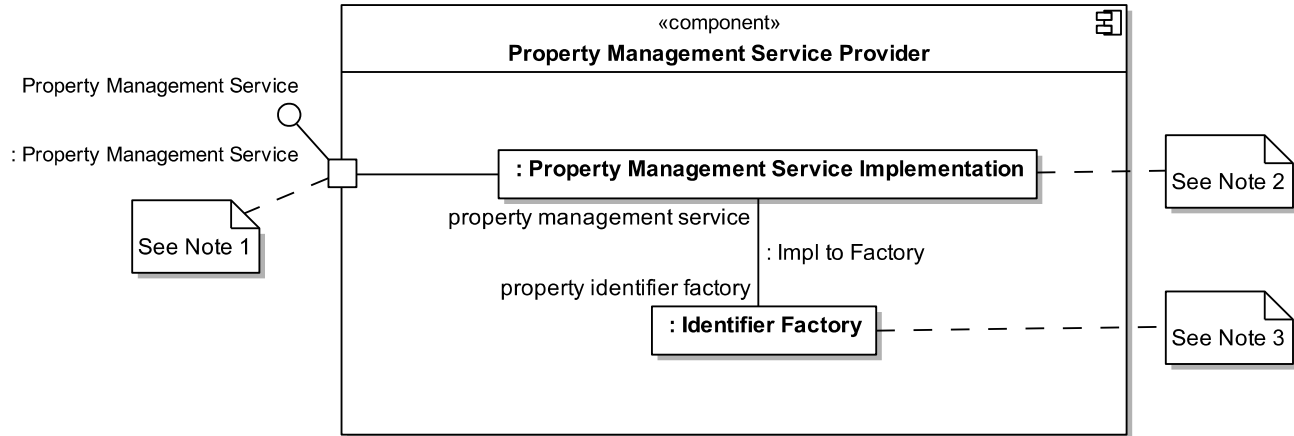 «component»
Property Management Service Provider
Property Management Service
: Property Management Service
: Property Management Service Implementation
See Note 2
See Note 1
property management service
: Impl to Factory
property identifier factory
: Identifier Factory
See Note 3